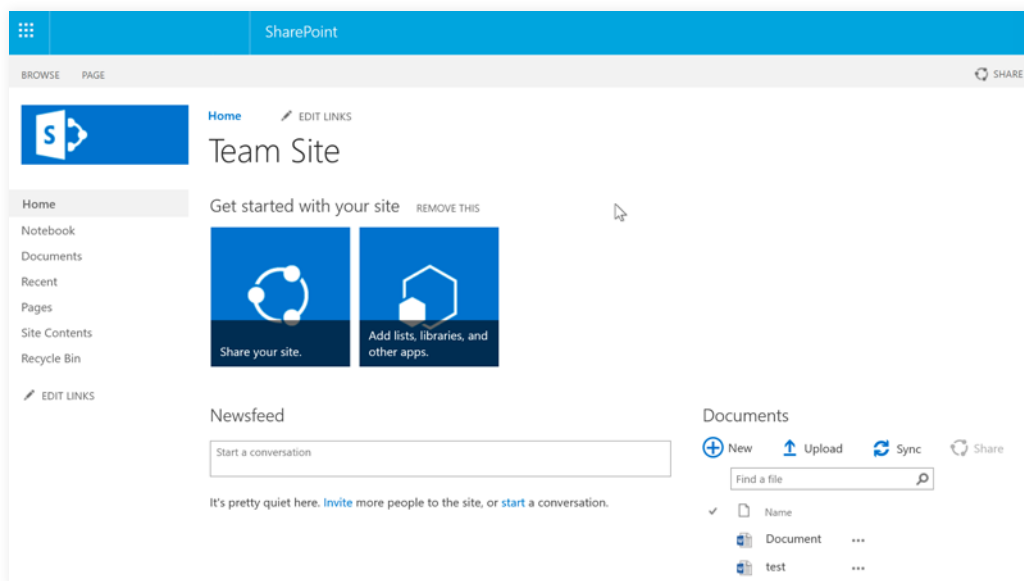 SharePoint
BROWSE PAGE
SHARE
S
Home EDIT LINKS
Team Site
Home
Notebook
Documents
Recent
Pages
Site Contents
Recycle Bin
EDIT LINKS
Get started with your site REMOVE THIS
Share your site.
Add lists, libraries, and
other apps.
Newsfeed
Start a conversation
It's pretty quiet here. Invite more people to the site, or start a conversation.
Documents
New Upload Sync Share
Find a file
Name
Document ...
test ...